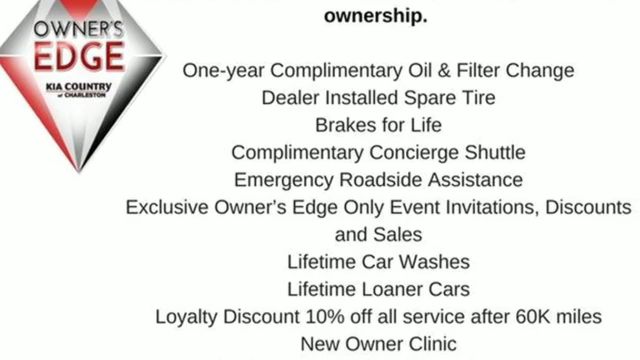 ownership.
OWNER'S
EDGE
KIA COUNTRY
of CHARLESTON
One-year Complimentary Oil & Filter Change
Dealer Installed Spare Tire
Brakes for Life
Complimentary Concierge Shuttle
Emergency Roadside Assistance
Exclusive Owner's Edge Only Event Invitations, Discounts
and Sales
Lifetime Car Washes
Lifetime Loaner Cars
Loyalty Discount 10% off all service after 60K miles
New Owner Clinic